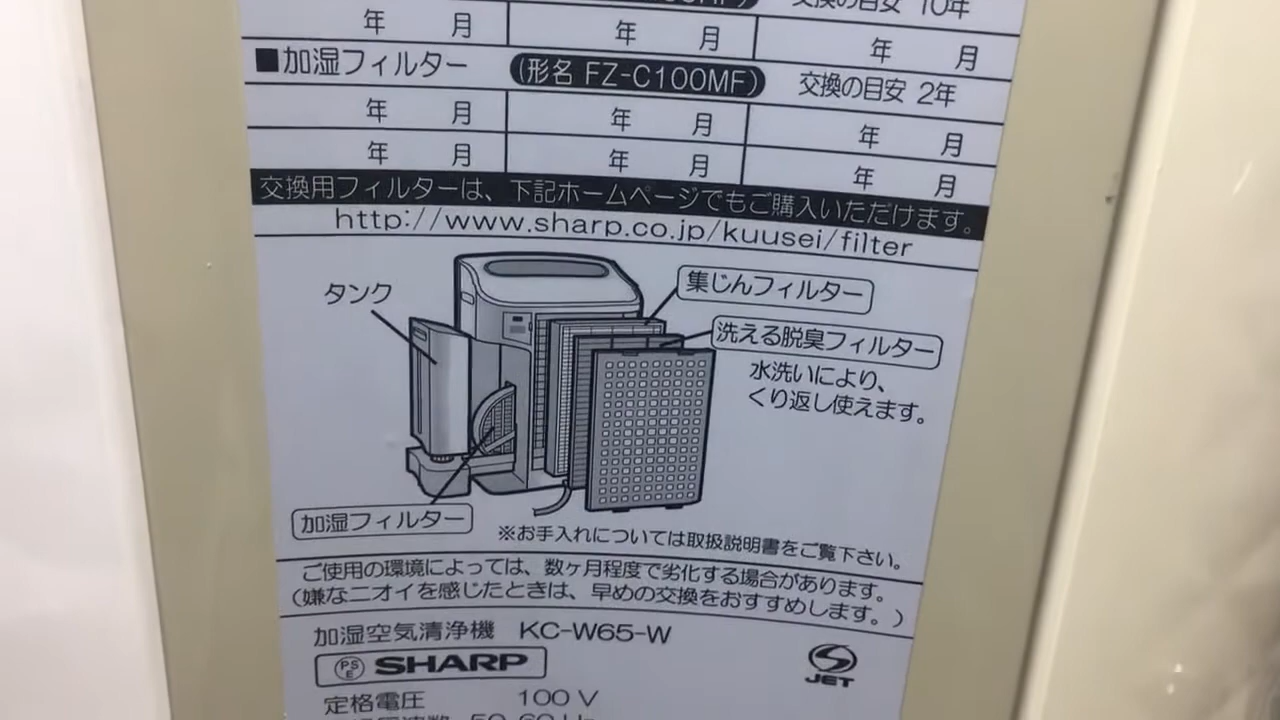 交換の目安 10年
年 月 年 月 年 月
■加湿フィルター (形名 FZ-C100MF) 交換の目安 2年
年 月 年 月 年 月
年 月 年 月 年 月
交換用フィルターは、下記ホームページでもご購入いただけます。
http://www.sharp.co.jp/kuusei/filter
タンク
集じんフィルター
洗える脱臭フィルター
水洗いにより、
くり返し使えます。
加湿フィルター
※お手入れについては取扱説明書をご覧下さい。
ご使用の環境によっては、数ヶ月程度で劣化する場合があります。
(嫌なニオイを感じたときは、早めの交換をおすすめします。)
加湿空気清浄機 KC-W65-W
PSE SHARP
JET
定格電圧 100V